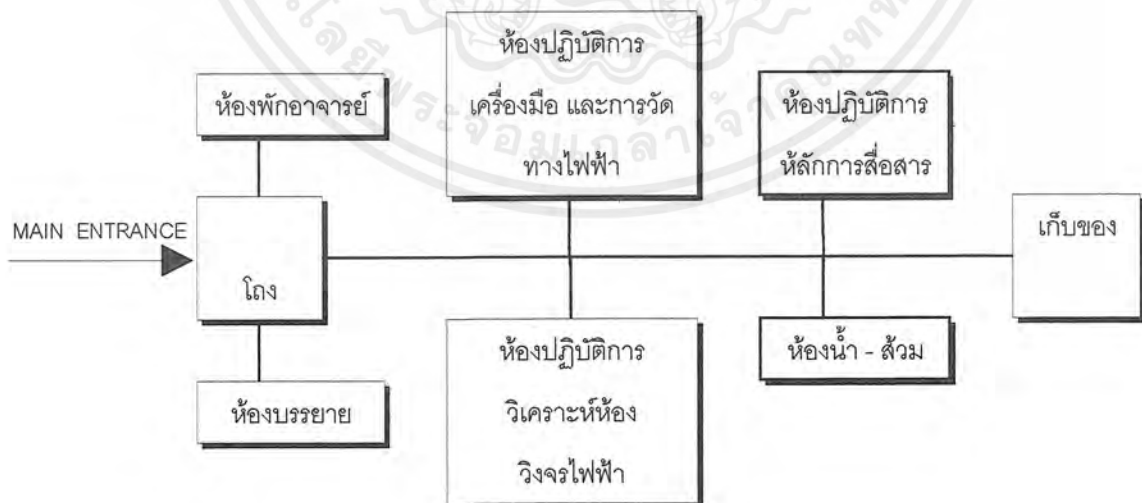 ห้องปฏิบัติการ
เครื่องมือ และการวัด
ทางไฟฟ้า
ห้องพักอาจารย์
ห้องปฏิบัติการ
ห้ลักการสื่อสาร
MAIN ENTRANCE
โถง
เก็บของ
ห้องปฏิบัติการ
วิเคราะห์ห้อง
วิงจรไฟฟ้า
ห้องน้ำ - ส้วม
ห้องบรรยาย